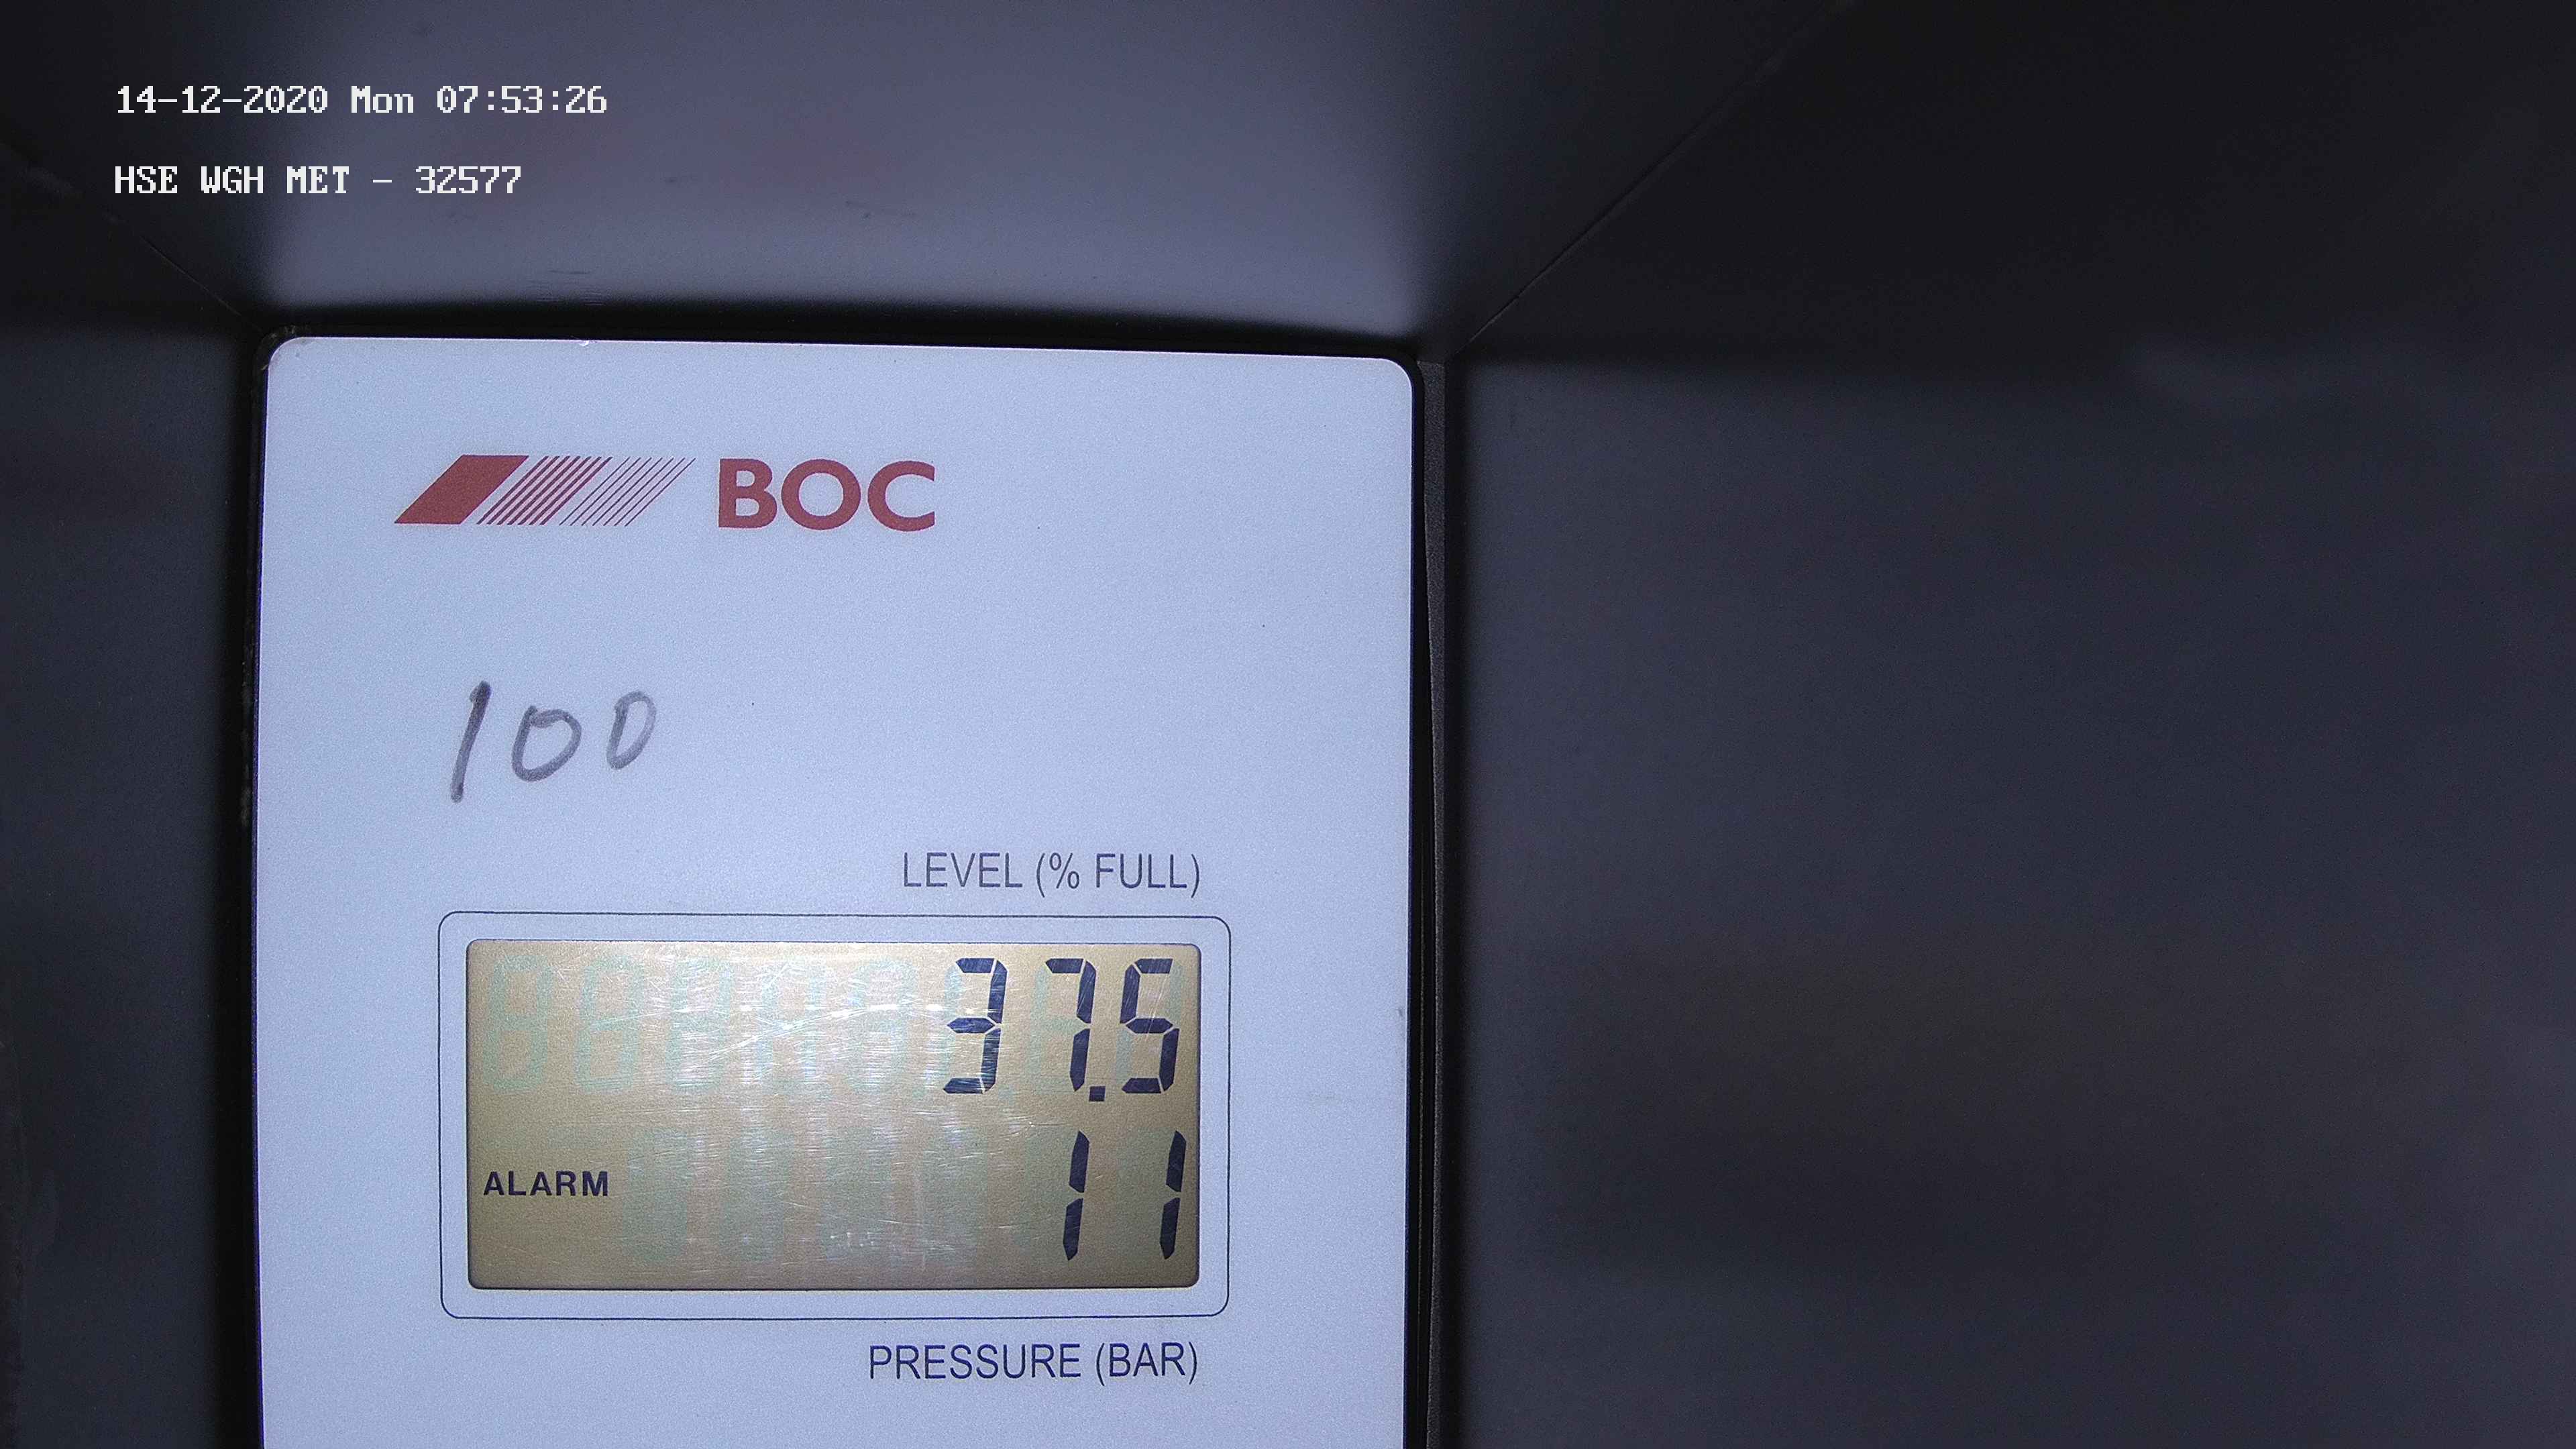 14-12-2020 Mon 07:53:26
HSE WGH MET - 32577
BOC
100
LEVEL (% FULL)
37.5
ALARM 11
PRESSURE (BAR)